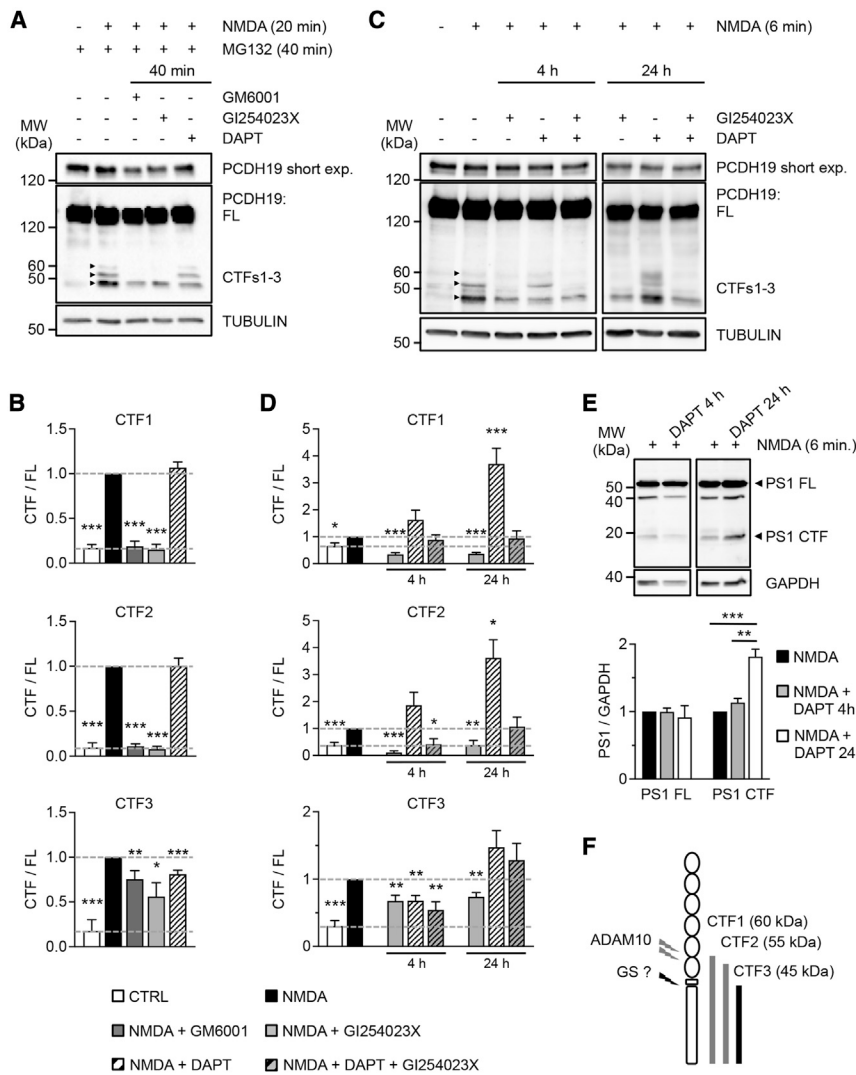 A
- + + + + NMDA (20 min)
+ + + + + MG132 (40 min)
40 min
- - + - - GM6001
- - - + - GI254023X
- - - - + DAPT
MW
(kDa)
PCDH19 short exp.
120
PCDH19:
FL
120
60
50
CTFs1-3
50
TUBULIN
C
- + + + + + + + NMDA (6 min)
4 h 24 h
- - + - + + - + GI254023X
- - - + + - + + DAPT
MW
(kDa)
PCDH19 short exp.
120
PCDH19:
FL
120
60
50
CTFs1-3
50
TUBULIN
B
CTF1
CTF / FL
1.5
1.0
0.5
0.0
*** *** ***
CTF2
CTF / FL
1.5
1.0
0.5
0.0
*** *** ***
CTF3
CTF / FL
1.5
1.0
0.5
0.0
*** ** * ***
D
CTF1
CTF / FL
5
4
3
2
1
0
* *** *** ***
4 h 24 h
CTF2
CTF / FL
5
4
3
2
1
0
*** *** * ** *
4 h 24 h
CTF3
CTF / FL
2
1
0
*** ** ** ** **
4 h 24 h
CTRL NMDA
NMDA + GM6001 NMDA + GI254023X
NMDA + DAPT NMDA + DAPT + GI254023X
E
DAPT 4 h DAPT 24 h
MW
(kDa)
+ + + + NMDA (6 min.)
50
40
20
40
PS1 FL
PS1 CTF
GAPDH
PS1 / GAPDH
2
1
0
***
**
PS1 FL PS1 CTF
NMDA
NMDA +
DAPT 4h
NMDA +
DAPT 24
F
ADAM10
GS ?
CTF1 (60 kDa)
CTF2 (55 kDa)
CTF3 (45 kDa)